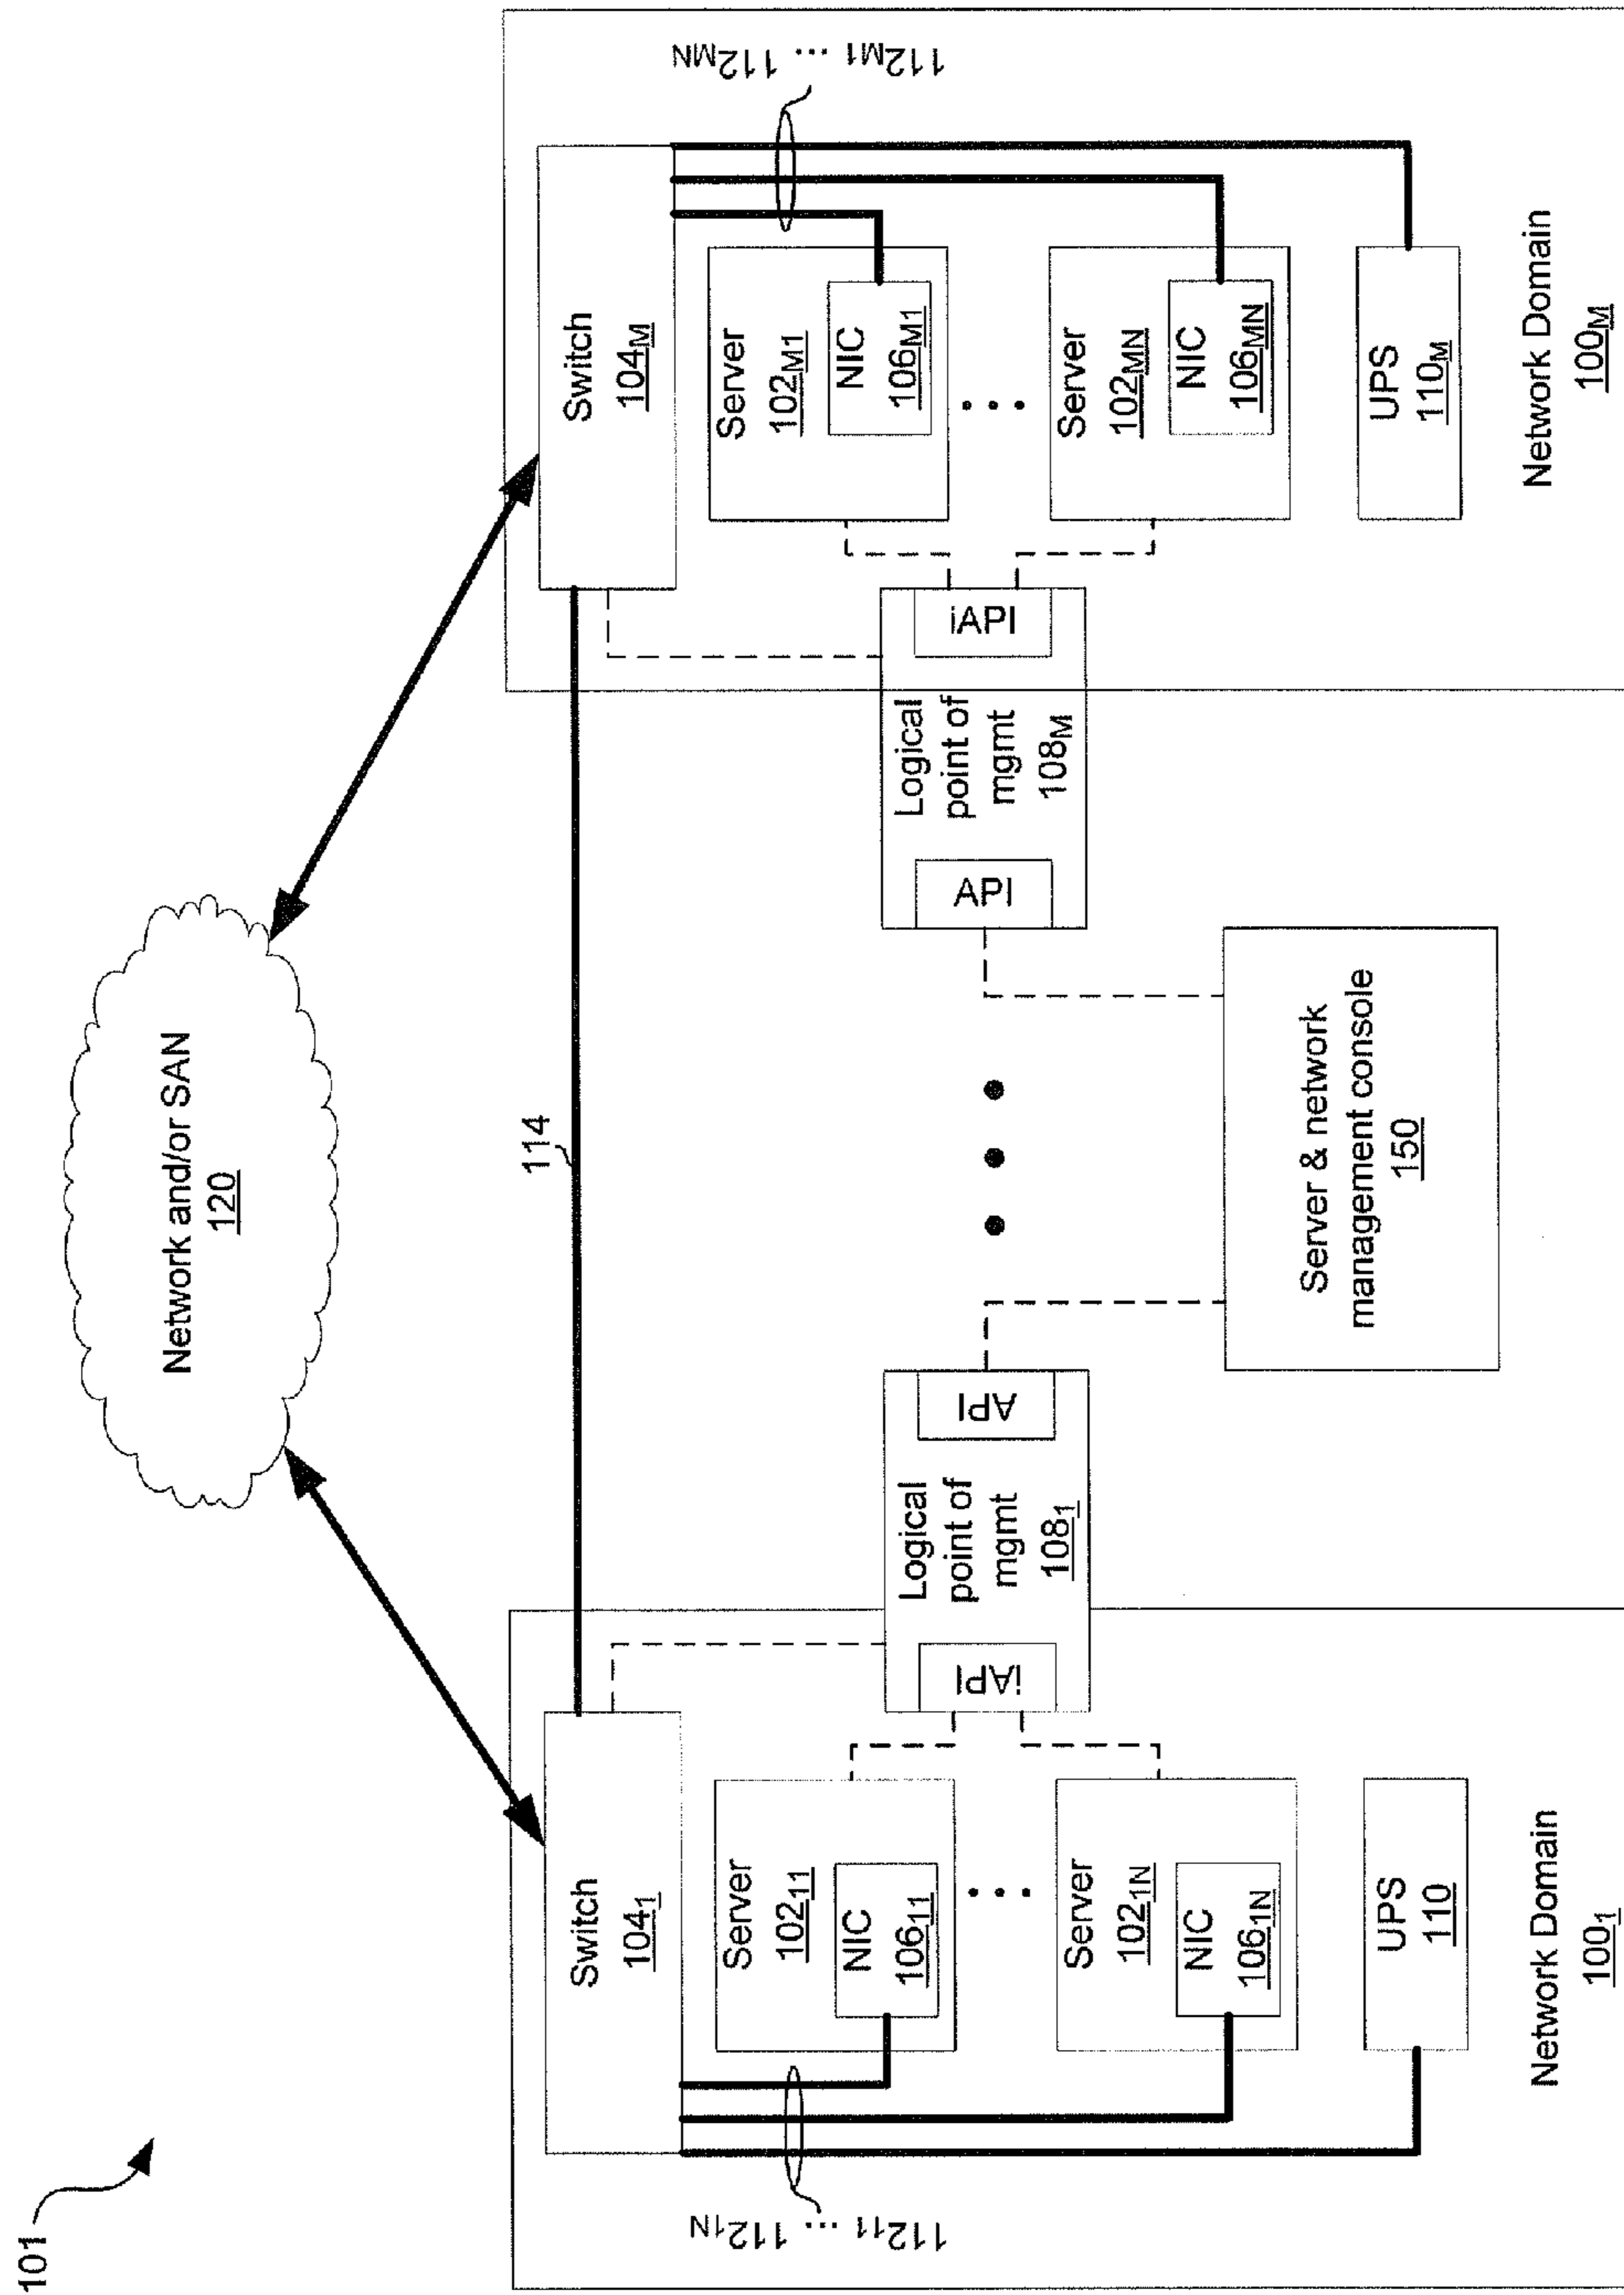 101
Network and/or SAN
120
114
Switch
104₁
Server
102₁₁
NIC
106₁₁
...
Server
102₁N
NIC
106₁N
UPS
110
112₁₁ ... 112₁N
Network Domain
100₁
iAPI
Logical
point of
mgmt
108₁
API
Server & network
management console
150
API
Logical
point of
mgmt
108M
iAPI
Switch
104M
Server
102M1
NIC
106M1
...
Server
102MN
NIC
106MN
UPS
110M
112M1 ... 112MN
Network Domain
100M